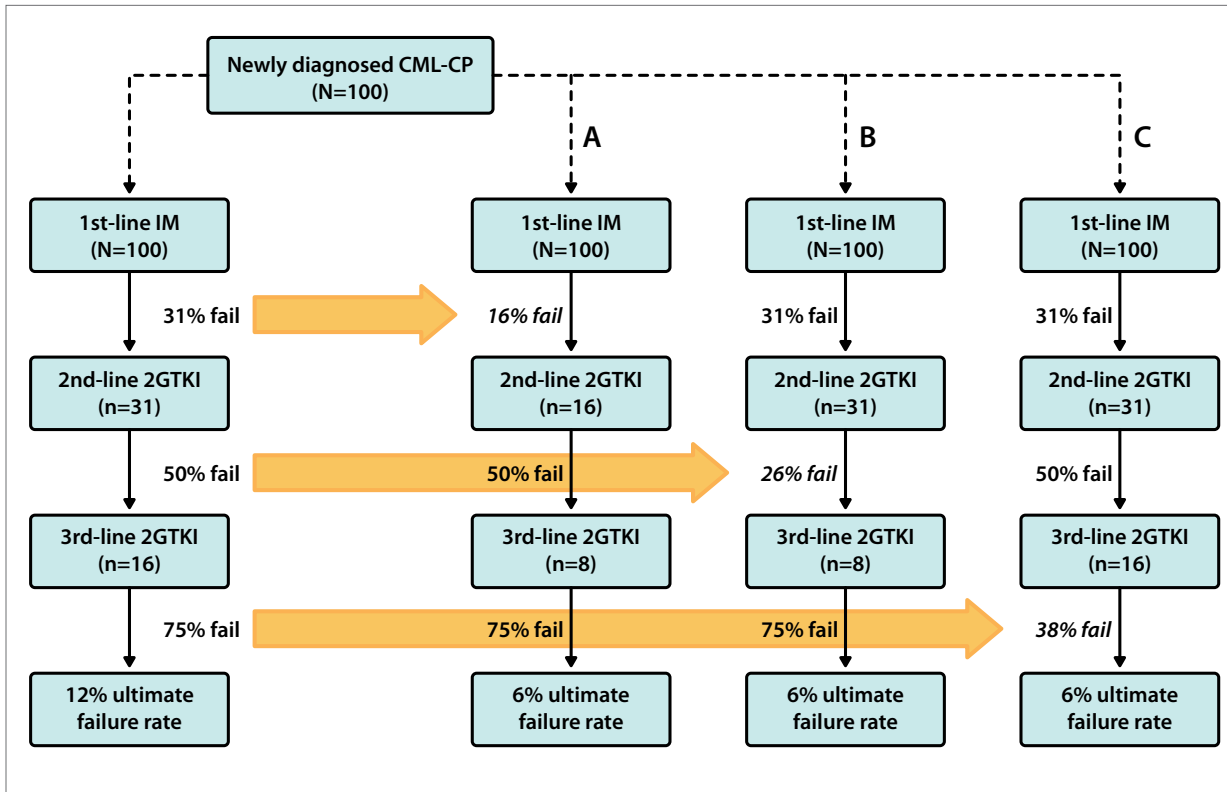 Newly diagnosed CML-CP
(N=100)
A
B
C
1st-line IM
(N=100)
1st-line IM
(N=100)
1st-line IM
(N=100)
1st-line IM
(N=100)
31% fail
16% fail
31% fail
31% fail
2nd-line 2GTKI
(n=31)
2nd-line 2GTKI
(n=16)
2nd-line 2GTKI
(n=31)
2nd-line 2GTKI
(n=31)
50% fail
50% fail
26% fail
50% fail
3rd-line 2GTKI
(n=16)
3rd-line 2GTKI
(n=8)
3rd-line 2GTKI
(n=8)
3rd-line 2GTKI
(n=16)
75% fail
75% fail
75% fail
38% fail
12% ultimate
failure rate
6% ultimate
failure rate
6% ultimate
failure rate
6% ultimate
failure rate